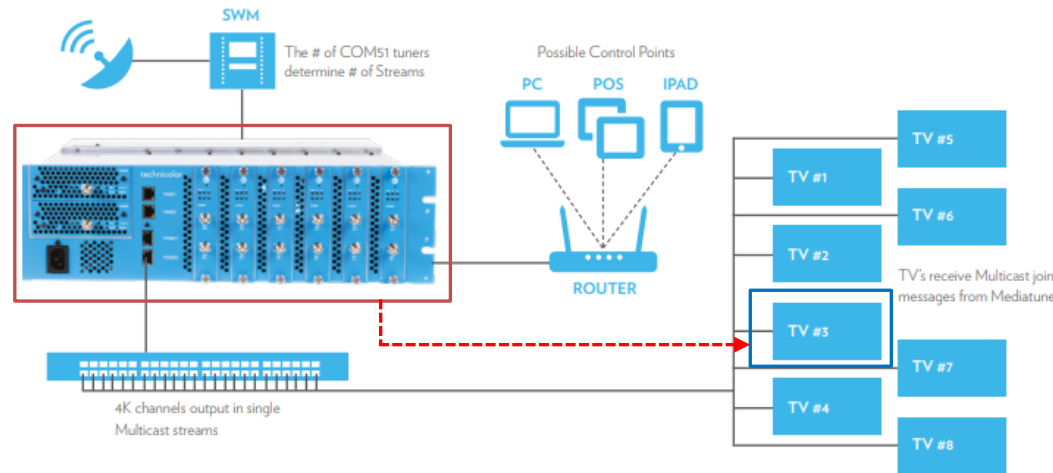 SWM
The # of COM51 tuners
determine # of Streams
Possible Control Points
PC
POS
IPAD
technicolor
ROUTER
TV #5
TV #1
TV #6
TV #2
TV's receive Multicast join
messages from Mediatune
TV #3
TV #7
TV #4
TV #8
4K channels output in single
Multicast streams